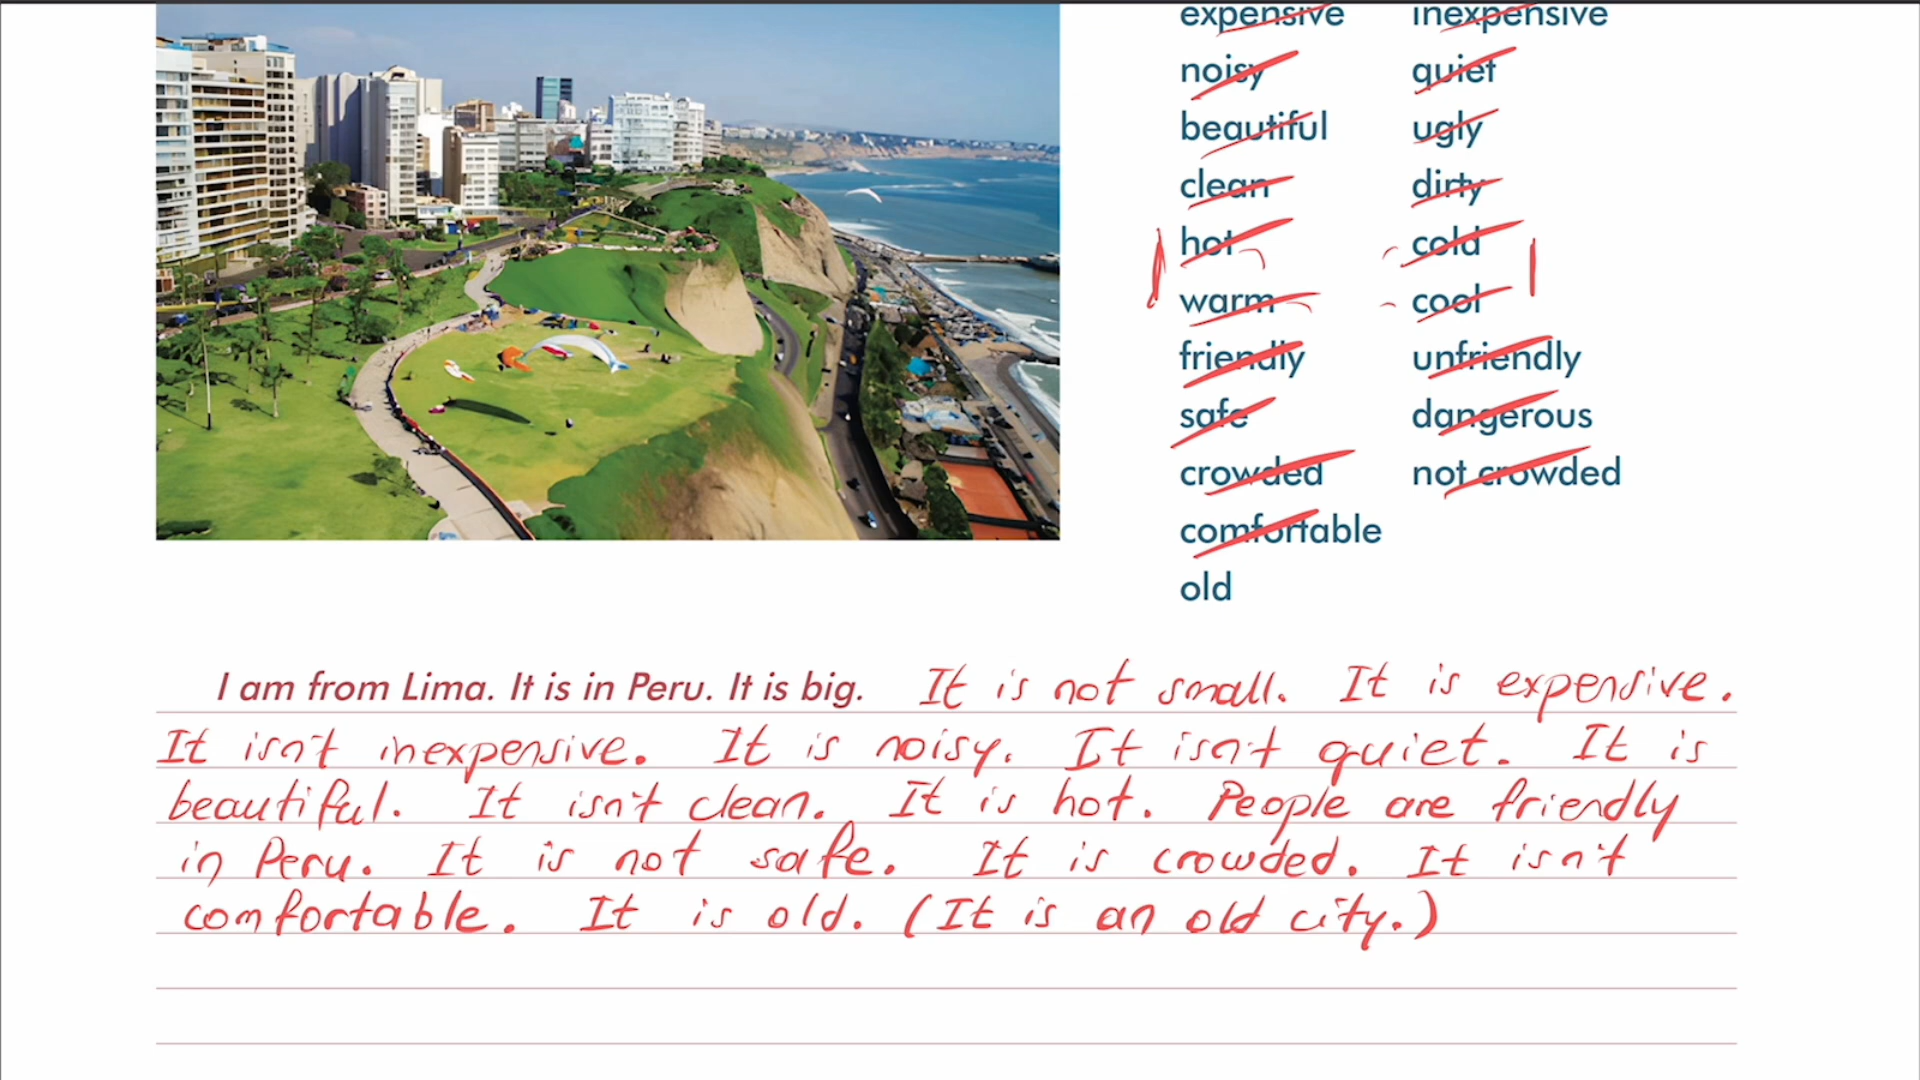 expensive inexpensive
noisy quiet
beautiful ugly
clean dirty
hot cold
warm cool
friendly unfriendly
safe dangerous
crowded not crowded
comfortable
old
I am from Lima. It is in Peru. It is big. It is not small. It is expensive.
It isn't inexpensive. It is noisy. It isn't quiet. It is
beautiful. It isn't clean. It is hot. People are friendly
in Peru. It is not safe. It is crowded. It isn't
comfortable. It is old. (It is an old city.)